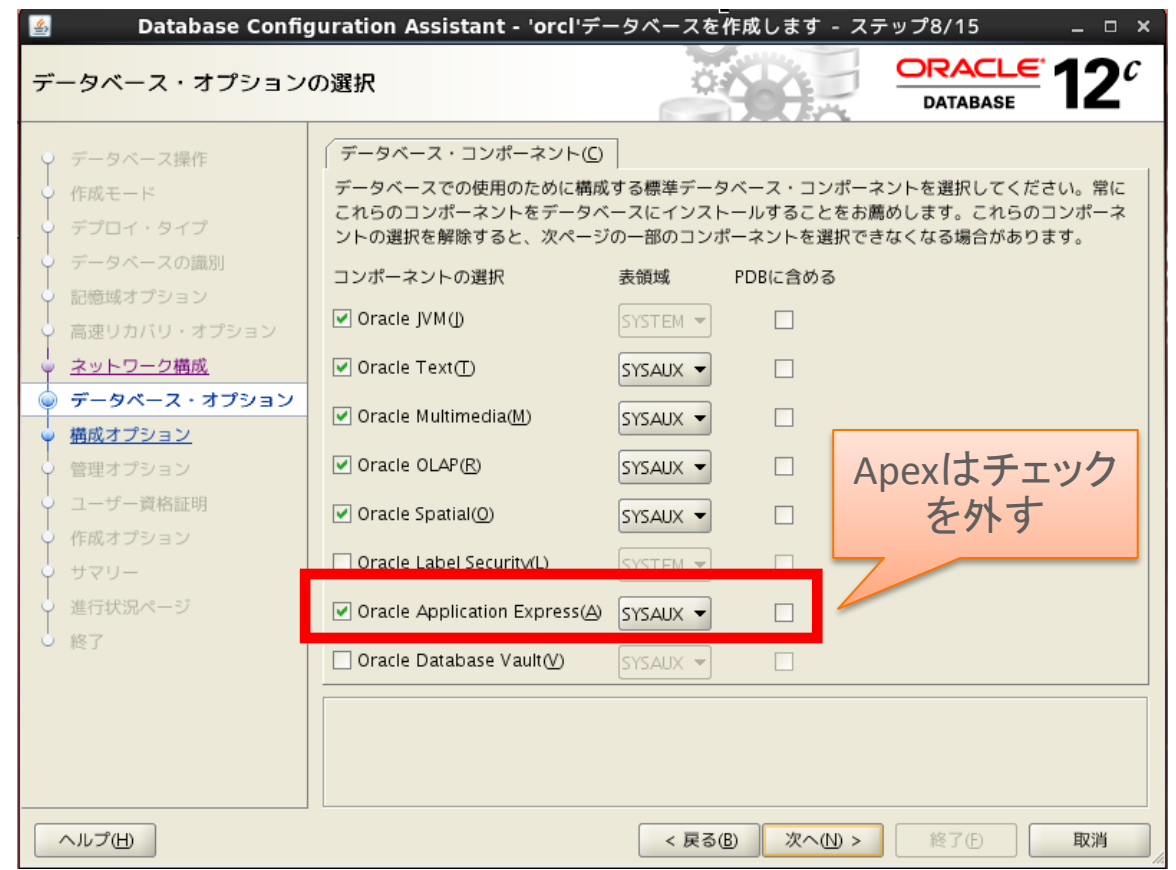 Database Configuration Assistant - 'orcl'データベースを作成します - ステップ8/15
データベース・オプションの選択
ORACLE
DATABASE
12c
データベース操作
作成モード
デプロイ・タイプ
データベースの識別
記憶域オプション
高速リカバリ・オプション
ネットワーク構成
データベース・オプション
構成オプション
管理オプション
ユーザー資格証明
作成オプション
サマリー
進行状況ページ
終了
データベース・コンポーネント(C)
データベースでの使用のために構成する標準データベース・コンポーネントを選択してください。常に
これらのコンポーネントをデータベースにインストールすることをお薦めします。これらのコンポーネ
ントの選択を解除すると、次ページの一部のコンポーネントを選択できなくなる場合があります。
コンポーネントの選択 表領域 PDBに含める
Oracle JVM(J) SYSTEM
Oracle Text(T) SYSAUX
Oracle Multimedia(M) SYSAUX
Oracle OLAP(R) SYSAUX
Oracle Spatial(O) SYSAUX
Oracle Label Security(L) SYSTEM
Oracle Application Express(A) SYSAUX
Oracle Database Vault(V) SYSAUX
Apexはチェック
を外す
ヘルプ(H) < 戻る(B) 次へ(N) > 終了(F) 取消